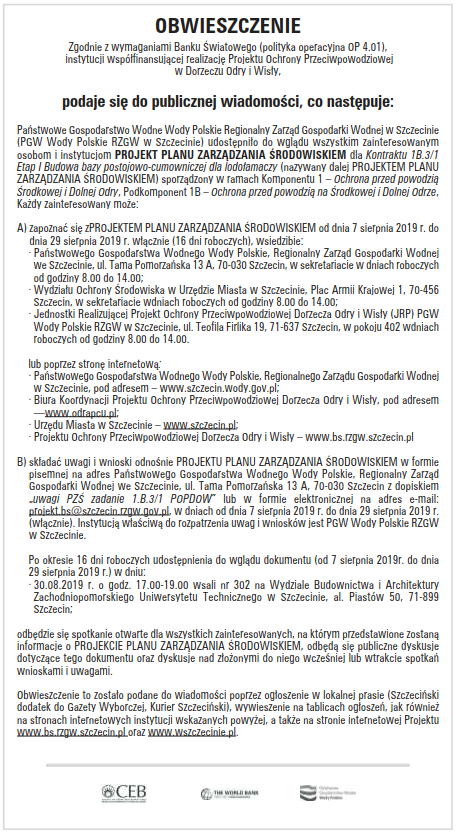 OBWIESZCZENIE
Zgodnie z wymaganiami Banku Światowego (polityka operacyjna OP 4.01),
instytucji współfinansującej realizację Projektu Ochrony Przeciwpowodziowej
w Dorzeczu Odry i Wisły,
podaje się do publicznej wiadomości, co następuje:
Państwowe Gospodarstwo Wodne Wody Polskie Regionalny Zarząd Gospodarki Wodnej w Szczecinie
(PGW Wody Polskie RZGW w Szczecinie) udostępniło do wglądu wszystkim zainteresowanym
osobom i instytucjom PROJEKT PLANU ZARZĄDZANIA ŚRODOWISKIEM dla Kontraktu 1B.3/1
Etap I Budowa bazy postojowo-cumowniczej dla lodołamaczy (nazywany dalej PROJEKTEM PLANU
ZARZĄDZANIA ŚRODOWISKIEM) sporządzony w ramach Komponentu 1 – Ochrona przed powodzią
Środkowej i Dolnej Odry, Podkomponent 1B – Ochrona przed powodzią na Środkowej i Dolnej Odrze.
Każdy zainteresowany może:
A) zapoznać się zPROJEKTEM PLANU ZARZĄDZANIA ŚRODOWISKIEM od dnia 7 sierpnia 2019 r. do
dnia 29 sierpnia 2019 r. włącznie (16 dni roboczych), wsiedzibie:
· Państwowego Gospodarstwa Wodnego Wody Polskie, Regionalny Zarząd Gospodarki Wodnej
we Szczecinie, ul. Tama Pomorzańska 13 A, 70-030 Szczecin, w sekretariacie w dniach roboczych
od godziny 8.00 do 14.00;
· Wydziału Ochrony Środowiska w Urzędzie Miasta w Szczecinie, Plac Armii Krajowej 1, 70-456
Szczecin, w sekretariacie wdniach roboczych od godziny 8.00 do 14.00;
· Jednostki Realizującej Projekt Ochrony Przeciwpowodziowej Dorzecza Odry i Wisły (JRP) PGW
Wody Polskie RZGW w Szczecinie, ul. Teofila Firlika 19, 71-637 Szczecin, w pokoju 402 wdniach
roboczych od godziny 8.00 do 14.00.
lub poprzez stronę internetową:
· Państwowego Gospodarstwa Wodnego Wody Polskie, Regionalnego Zarządu Gospodarki Wodnej
w Szczecinie, pod adresem – www.szczecin.wody.gov.pl;
· Biura Koordynacji Projektu Ochrony Przeciwpowodziowej Dorzecza Odry i Wisły, pod adresem
—www.odrapcu.pl;
· Urzędu Miasta w Szczecinie – www.szczecin.pl;
· Projektu Ochrony Przeciwpowodziowej Dorzecza Odry i Wisły – www.bs.rzgw.szczecin.pl
B) składać uwagi i wnioski odnośnie PROJEKTU PLANU ZARZĄDZANIA ŚRODOWISKIEM w formie
pisemnej na adres Państwowego Gospodarstwa Wodnego Wody Polskie, Regionalny Zarząd
Gospodarki Wodnej we Szczecinie, ul. Tama Pomorzańska 13 A, 70-030 Szczecin z dopiskiem
„uwagi PZŚ zadanie 1.B.3/1 POPDOW” lub w formie elektronicznej na adres e-mail:
projekt.bs@szczecin.rzgw.gov.pl, w dniach od dnia 7 sierpnia 2019 r. do dnia 29 sierpnia 2019 r.
(włącznie). Instytucją właściwą do rozpatrzenia uwag i wniosków jest PGW Wody Polskie RZGW
w Szczecinie.
Po okresie 16 dni roboczych udostępnienia do wglądu dokumentu (od 7 sierpnia 2019r. do dnia
29 sierpnia 2019 r.) w dniu:
· 30.08.2019 r. o godz. 17.00-19.00 wsali nr 302 na Wydziale Budownictwa i Architektury
Zachodniopomorskiego Uniwersytetu Technicznego w Szczecinie, al. Piastów 50, 71-899
Szczecin;
odbędzie się spotkanie otwarte dla wszystkich zainteresowanych, na którym przedstawione zostaną
informacje o PROJEKCIE PLANU ZARZĄDZANIA ŚRODOWISKIEM, odbędą się publiczne dyskusje
dotyczące tego dokumentu oraz dyskusje nad złożonymi do niego wcześniej lub wtrakcie spotkań
wnioskami i uwagami.
Obwieszczenie to zostało podane do wiadomości poprzez ogłoszenie w lokalnej prasie (Szczeciński
dodatek do Gazety Wyborczej, Kurier Szczeciński), wywieszenie na tablicach ogłoszeń, jak również
na stronach internetowych instytucji wskazanych powyżej, a także na stronie internetowej Projektu
www.bs.rzgw.szczecin.pl oraz www.wszczecinie.pl.
CEB THE WORLD BANK Wody Polskie